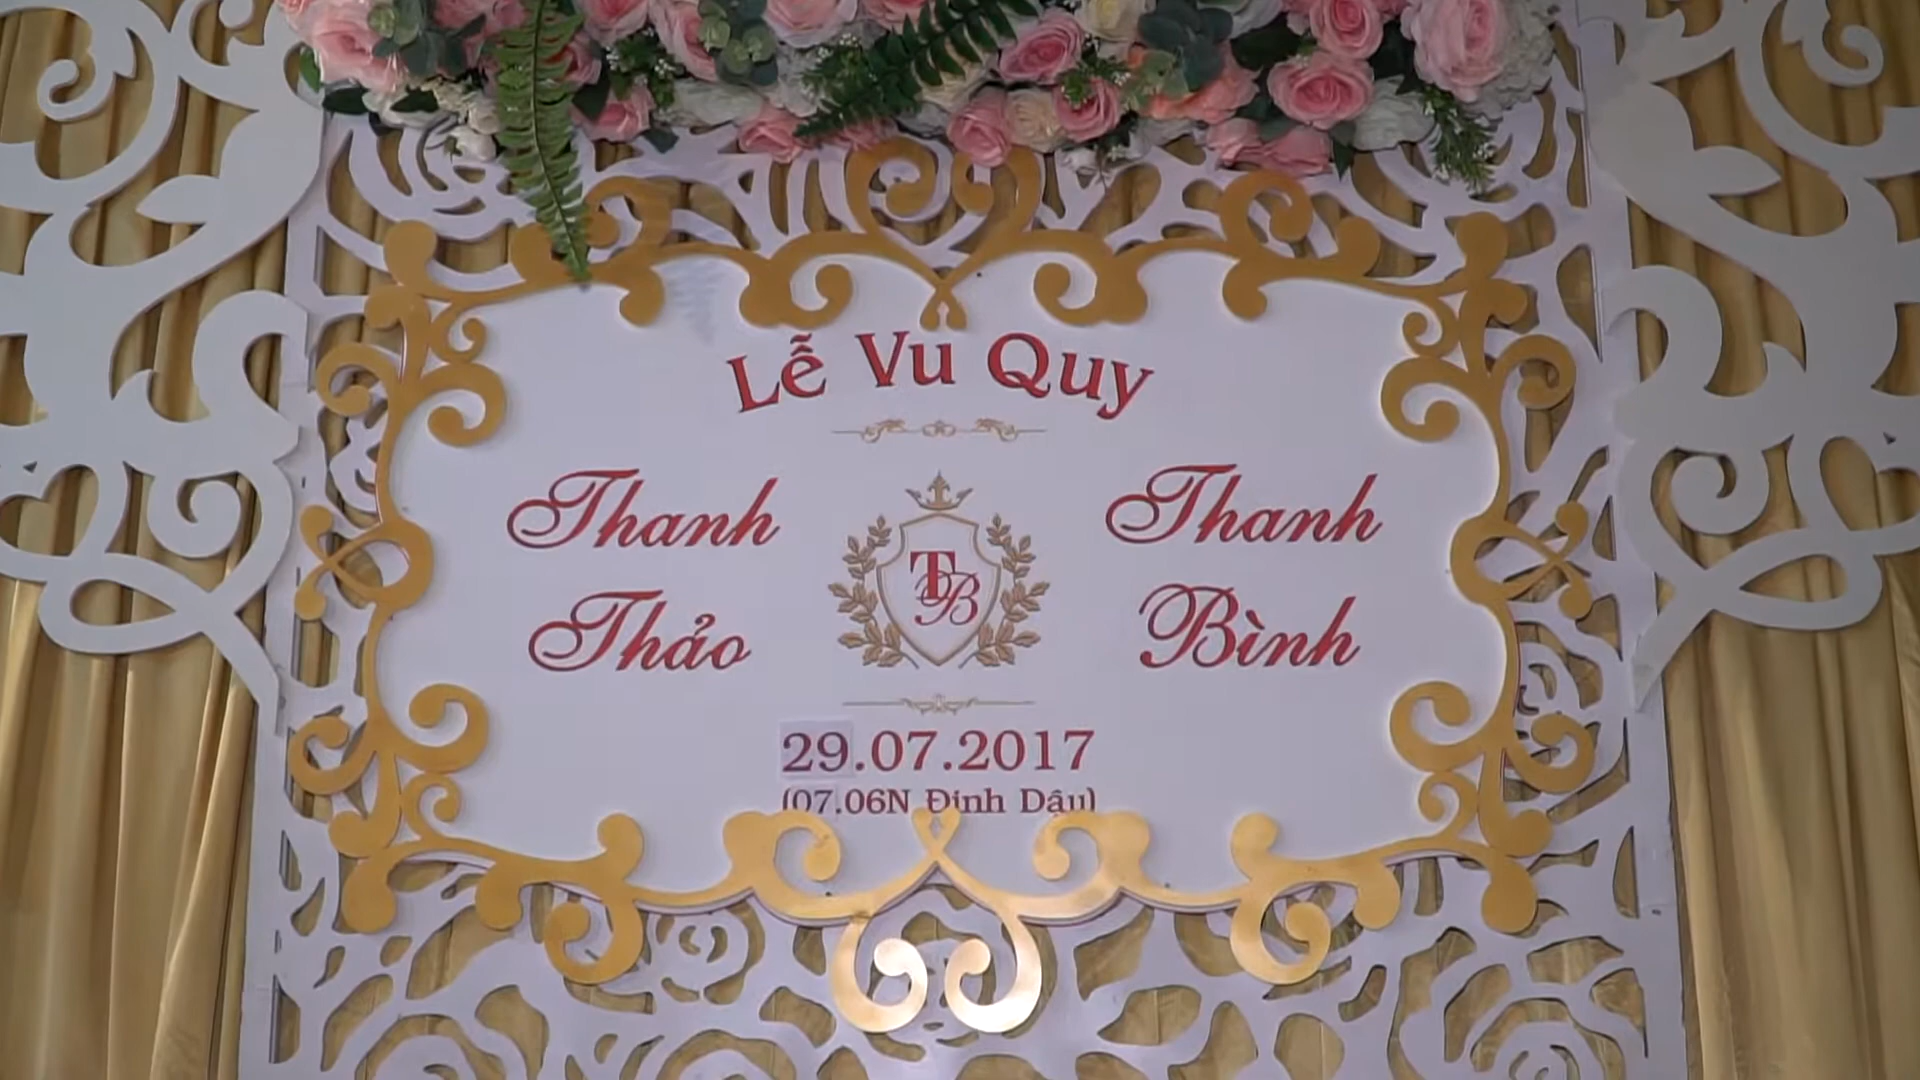 Lễ Vu Quy
Thanh Thảo
TB
Thanh Bình
29.07.2017
(07.06N Đinh Dậu)